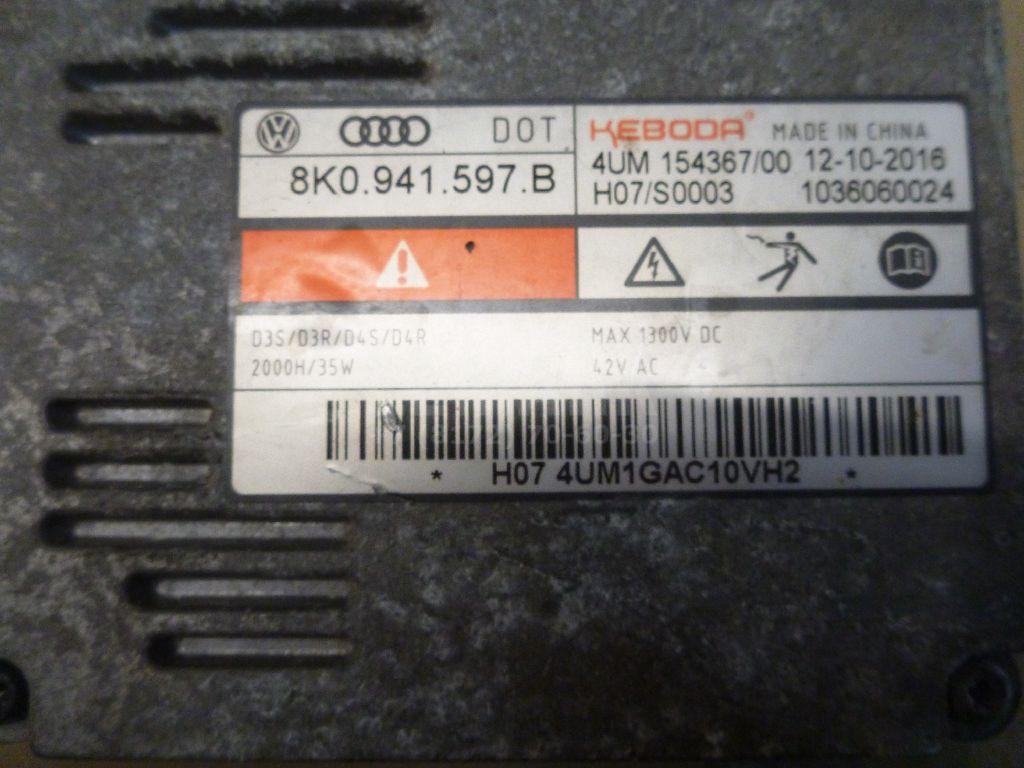 DOT
8K0.941.597.B
KEBODA® MADE IN CHINA
4UM 154367/00 12-10-2016
H07/S0003 1036060024
D3S/D3R/D4S/D4R
2000H/35W
MAX 1300V DC
42V AC
* H07 4UM1GAC10VH2 *